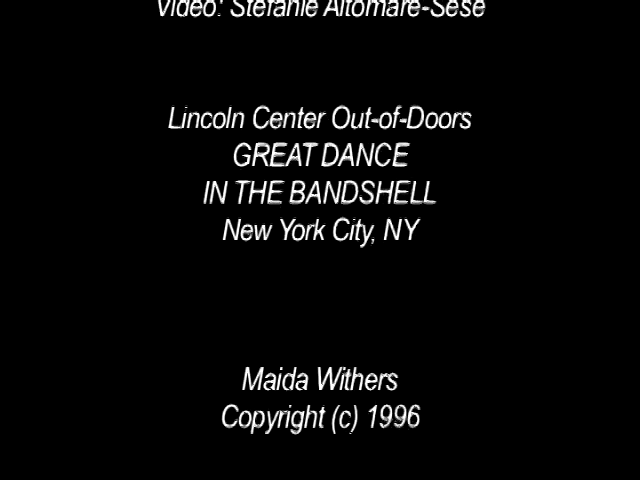 Video: Stefanie Altomare-Sese
Lincoln Center Out-of-Doors
GREAT DANCE
IN THE BANDSHELL
New York City, NY
Maida Withers
Copyright (c) 1996